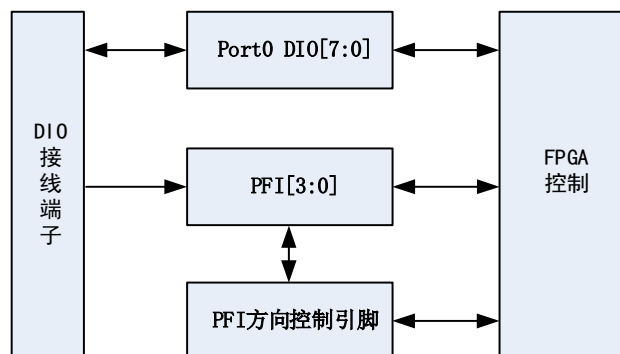 Port0 DIO[7:0]
DIO
接
线
端
子
PFI[3:0]
FPGA
控制
PFI方向控制引脚